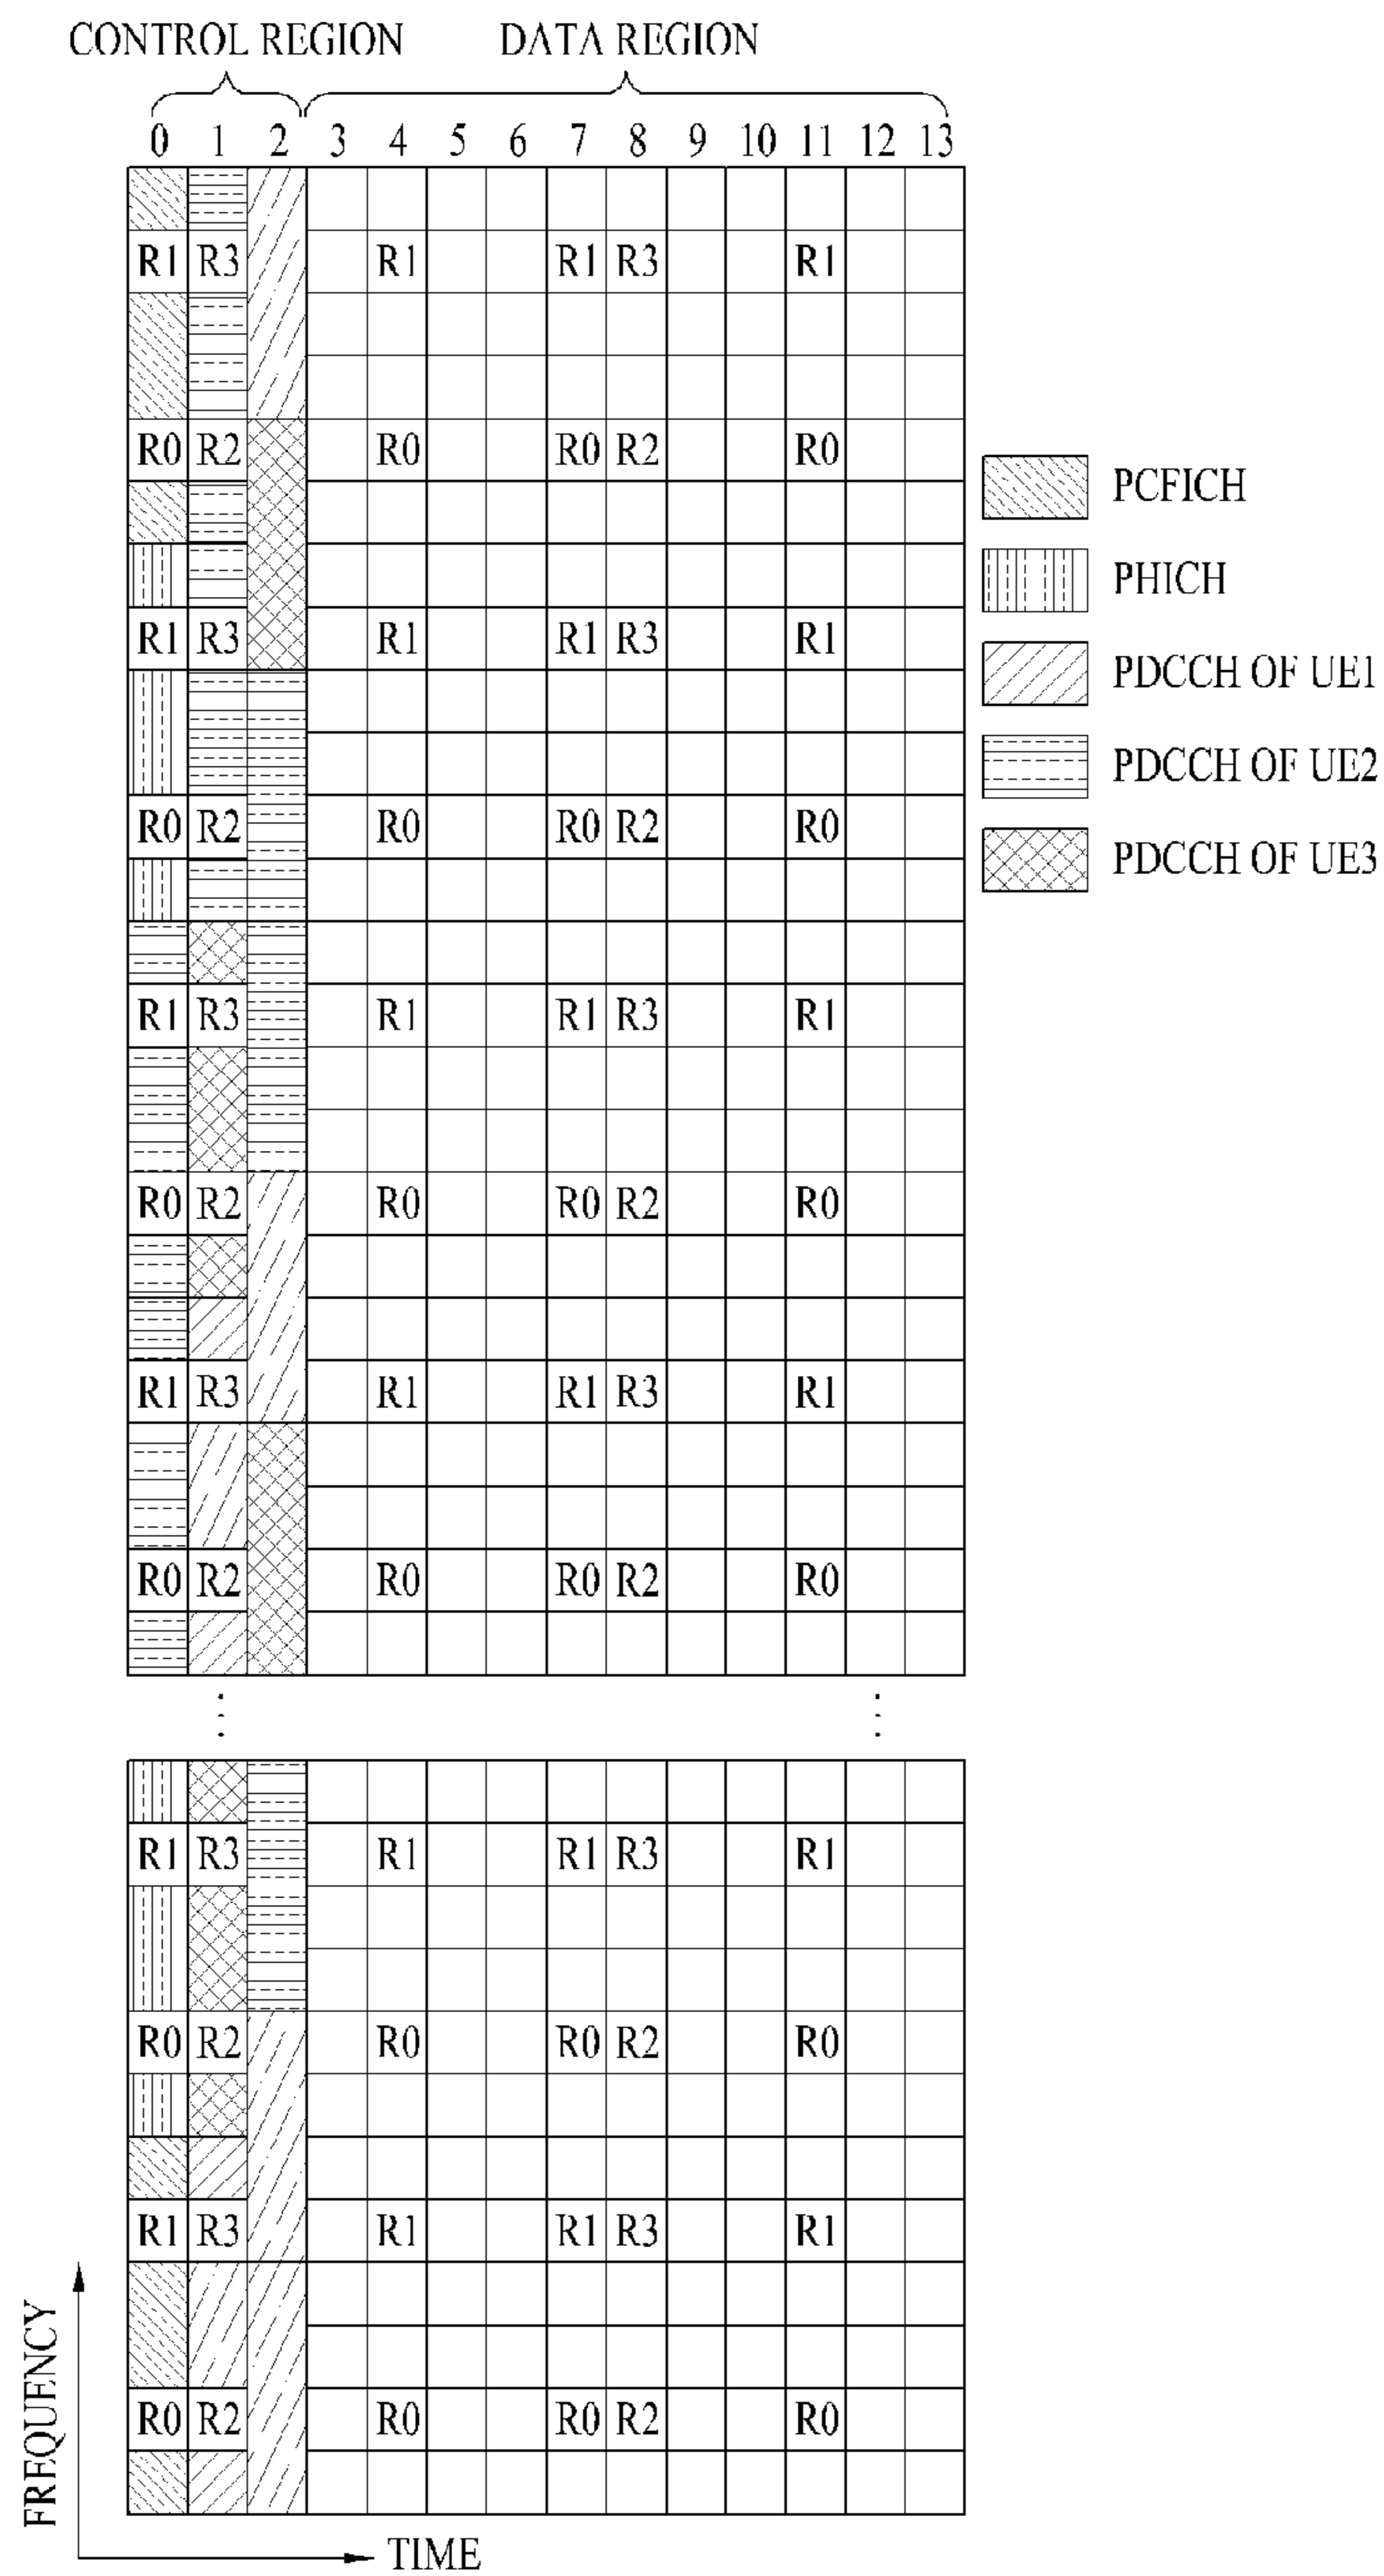 CONTROL REGION DATA REGION
0 1 2 3 4 5 6 7 8 9 10 11 12 13
R1 R3 R1 R1 R3 R1
R0 R2 R0 R0 R2 R0
PCFICH
PHICH
R1 R3 R1 R1 R3 R1
PDCCH OF UE1
PDCCH OF UE2
R0 R2 R0 R0 R2 R0
PDCCH OF UE3
R1 R3 R1 R1 R3 R1
R0 R2 R0 R0 R2 R0
R1 R3 R1 R1 R3 R1
R0 R2 R0 R0 R2 R0
R1 R3 R1 R1 R3 R1
R0 R2 R0 R0 R2 R0
R1 R3 R1 R1 R3 R1
R0 R2 R0 R0 R2 R0
FREQUENCY
TIME